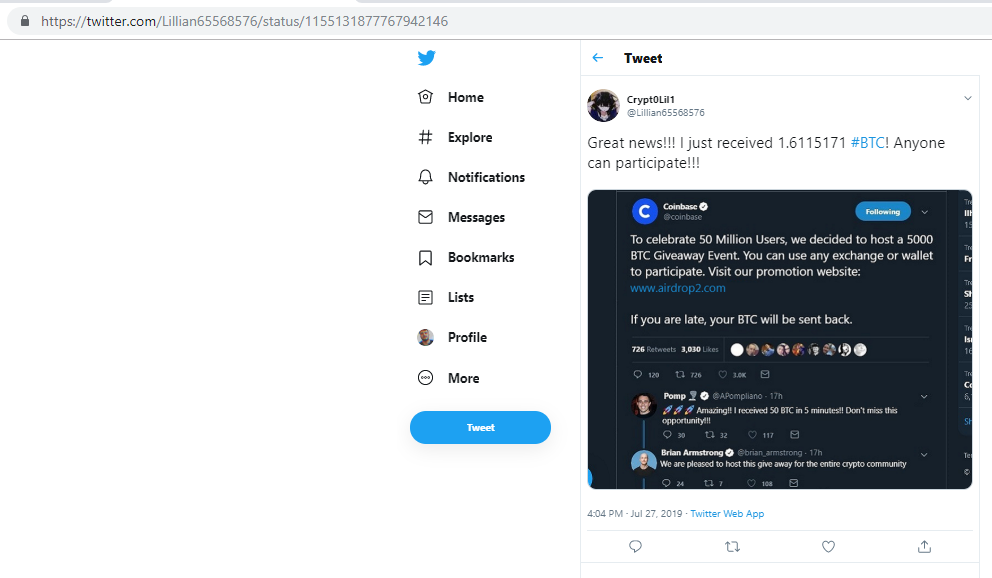 https://twitter.com/Lillian65568576/status/1155131877767942146
Home
Explore
Notifications
Messages
Bookmarks
Lists
Profile
More
Tweet
Tweet
Crypt0Lil1
@Lillian65568576
Great news!!! I just received 1.6115171 #BTC! Anyone
can participate!!!
Coinbase
@coinbase
Following
To celebrate 50 Million Users, we decided to host a 5000
BTC Giveaway Event. You can use any exchange or wallet
to participate. Visit our promotion website:
www.airdrop2.com
If you are late, your BTC will be sent back.
726 Retweets 3,030 Likes
120 726 3.0K
Pomp @APompliano · 17h
🚀🚀🚀 Amazing!! I received 50 BTC in 5 minutes!! Don't miss this
opportunity!!!
30 32 117
Brian Armstrong @brian_armstrong · 17h
We are pleased to host this give away for the entire crypto community
24 7 108
4:04 PM · Jul 27, 2019 · Twitter Web App